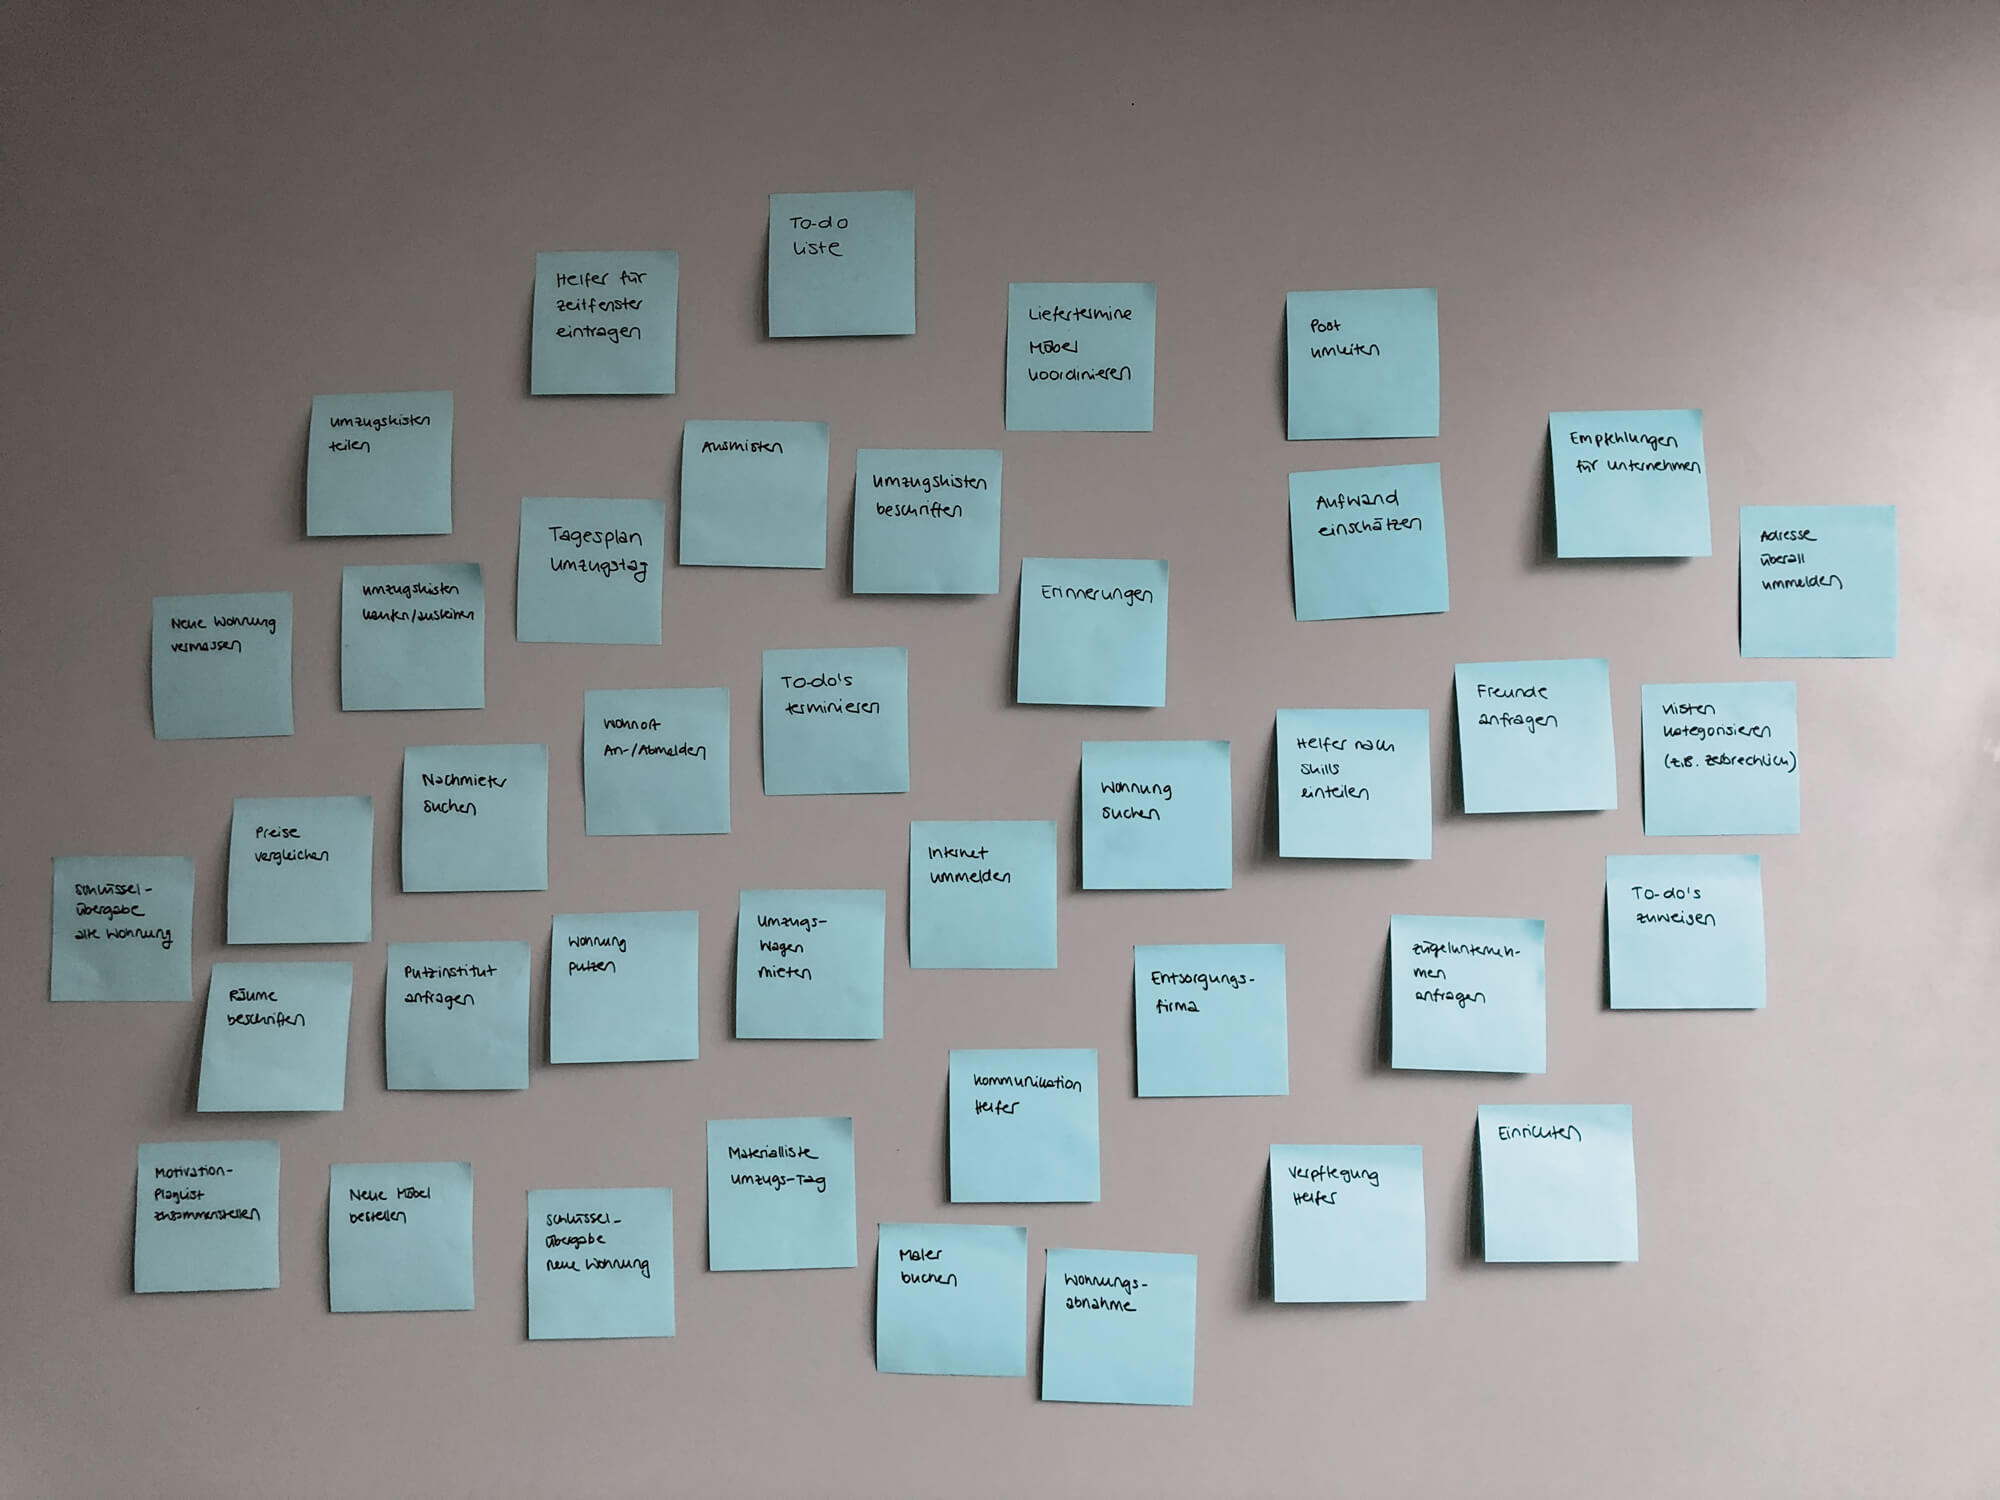 To-do
Liste
Helfer für
Zeitfenster
eintragen
Liefertermine
Möbel
koordinieren
Post
umleiten
Umzugskisten
teilen
Ausmisten
Umzugskisten
beschriften
Empfehlungen
für Unternehmen
Aufwand
einschätzen
Tagesplan
Umzugstag
Adresse
überall
ummelden
Umzugskisten
kaufen/ausleihen
Erinnerungen
Neue Wohnung
vermassen
To-do's
terminieren
Freunde
anfragen
Kisten
kategorisieren
(z.B. zerbrechlich)
Wohnort
An-/Abmelden
Helfer nach
Skills
einteilen
Nachmieter
suchen
Wohnung
suchen
Preise
vergleichen
Internet
ummelden
Schlüssel-
übergabe
alte Wohnung
To-do's
zuweisen
Umzugs-
Wagen
mieten
Wohnung
putzen
Putzinstitut
anfragen
Zügelunterneh-
men
anfragen
Entsorgungs-
firma
Räume
beschriften
Kommunikation
Helfer
Einrichten
Materialliste
Umzugs-Tag
Verpflegung
Helfer
Motivation-
Playlist
zusammenstellen
Neue Möbel
bestellen
Schlüssel-
übergabe
neue Wohnung
Maler
buchen
Wohnungs-
abnahme